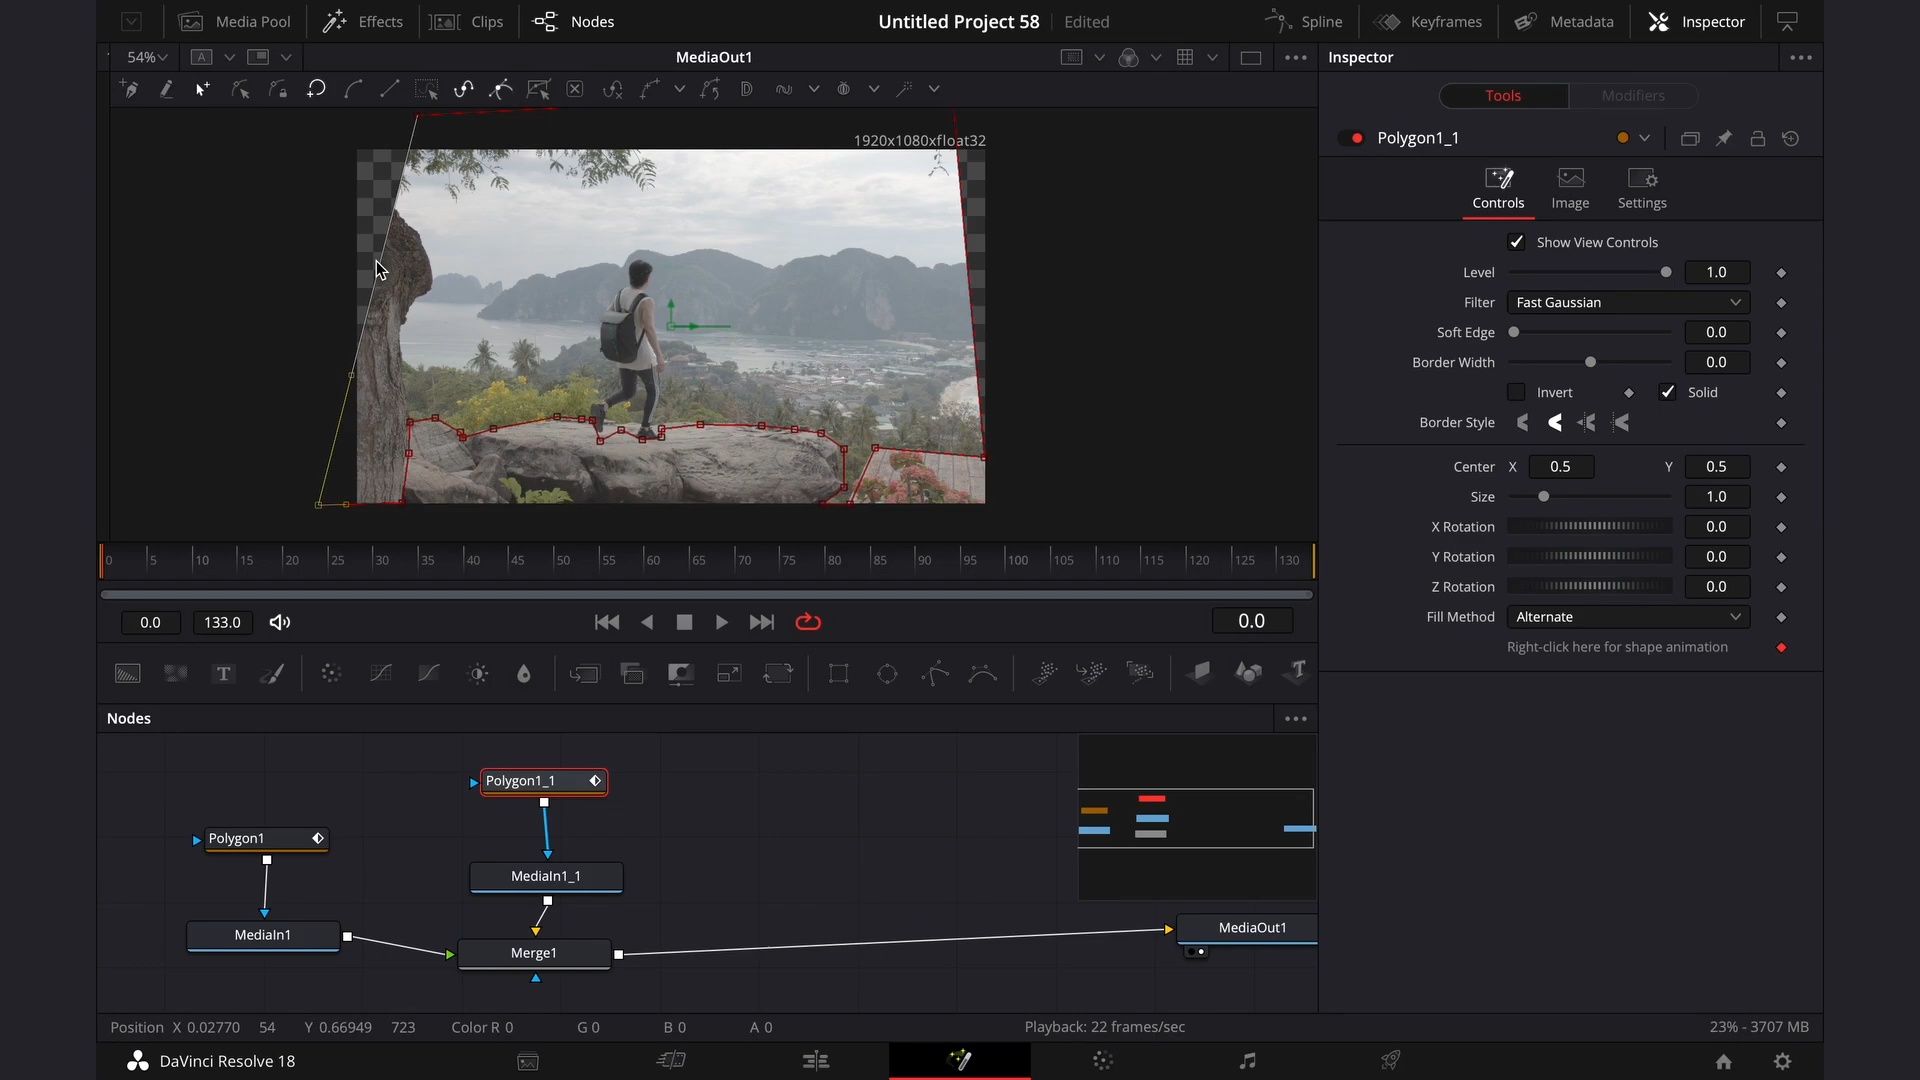 Media Pool
Effects
Clips
Nodes
Untitled Project 58
Edited
Spline
Keyframes
Metadata
Inspector
54%
A
MediaOut1
Inspector
Tools
Modifiers
Polygon1_1
1920x1080xfloat32
Controls
Image
Settings
Show View Controls
Level
1.0
Filter
Fast Gaussian
Soft Edge
0.0
Border Width
0.0
Invert
Solid
Border Style
Center
X
0.5
Y
0.5
Size
1.0
X Rotation
0.0
Y Rotation
0.0
Z Rotation
0.0
Fill Method
Alternate
Right-click here for shape animation
0 5 10 15 20 25 30 35 40 45 50 55 60 65 70 75 80 85 90 95 100 105 110 115 120 125 130
0.0
133.0
0.0
T
T
Nodes
Polygon1_1
Polygon1
MediaIn1_1
MediaIn1
Merge1
MediaOut1
Position X 0.02770 54 Y 0.66949 723 Color R 0 G 0 B 0 A 0
Playback: 22 frames/sec
23% - 3707 MB
DaVinci Resolve 18